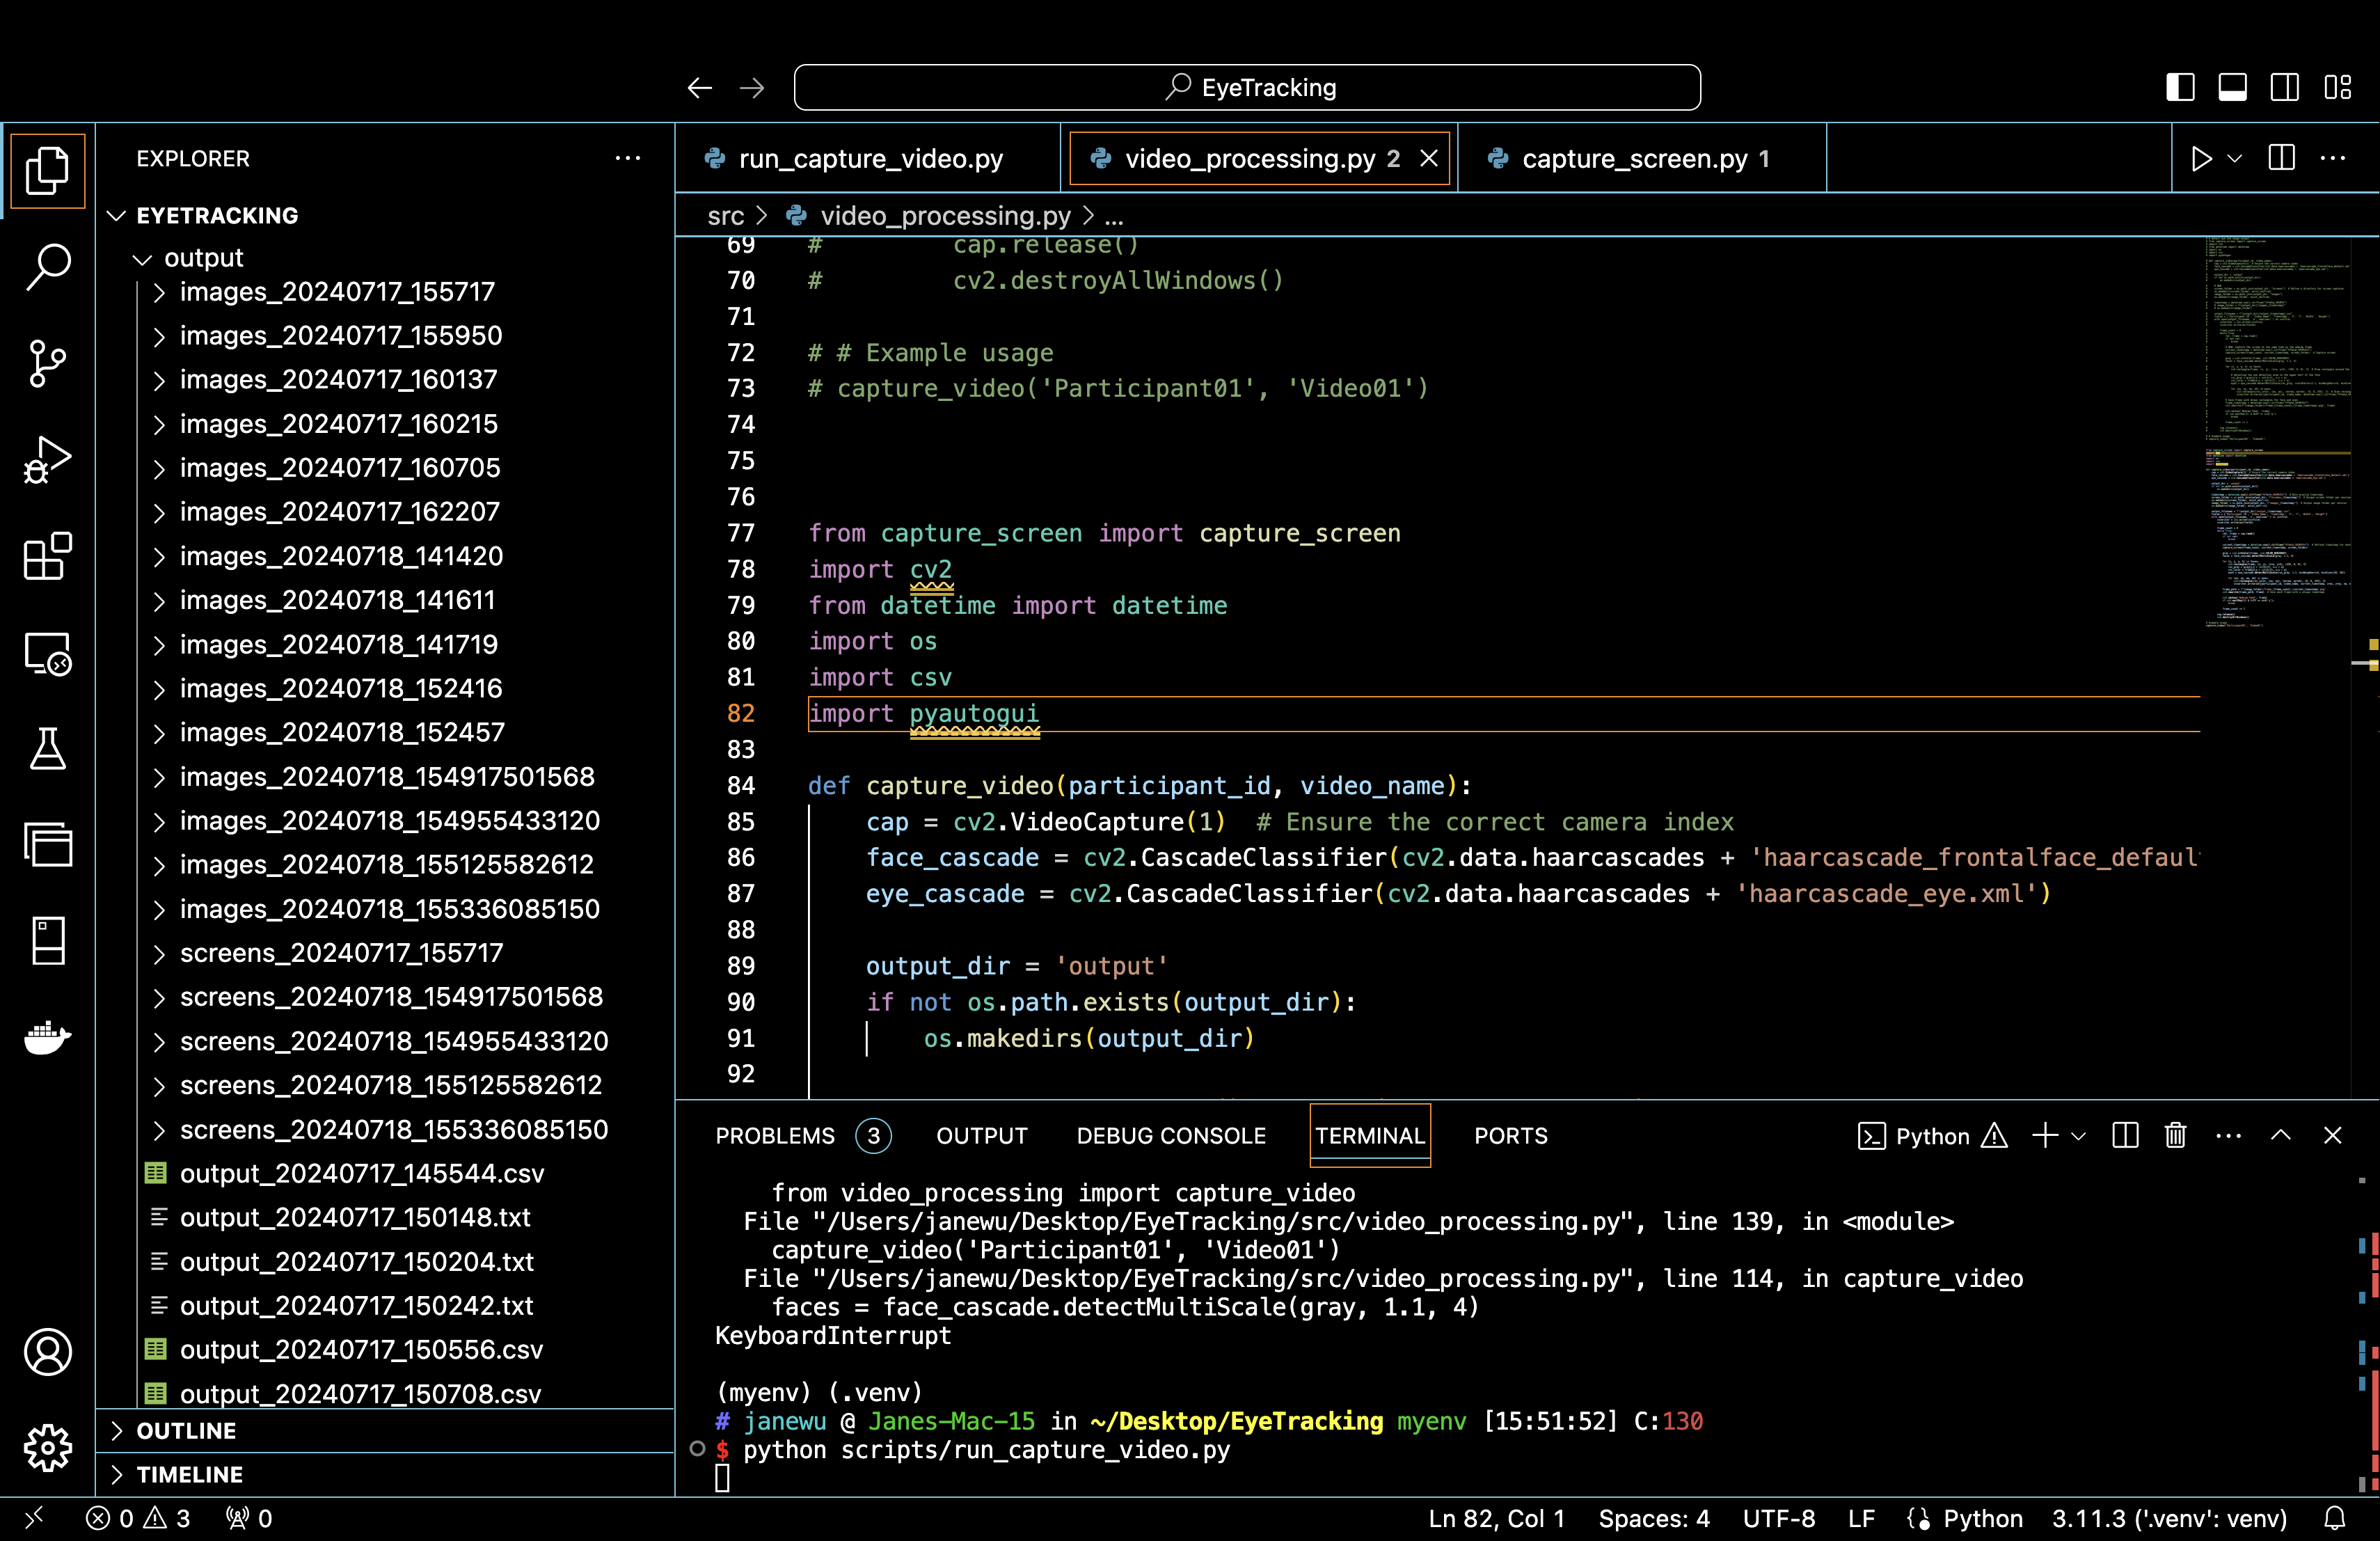 EyeTracking
EXPLORER
EYETRACKING
output
images_20240717_155717
images_20240717_155950
images_20240717_160137
images_20240717_160215
images_20240717_160705
images_20240717_162207
images_20240718_141420
images_20240718_141611
images_20240718_141719
images_20240718_152416
images_20240718_152457
images_20240718_154917501568
images_20240718_154955433120
images_20240718_155125582612
images_20240718_155336085150
screens_20240717_155717
screens_20240718_154917501568
screens_20240718_154955433120
screens_20240718_155125582612
screens_20240718_155336085150
output_20240717_145544.csv
output_20240717_150148.txt
output_20240717_150204.txt
output_20240717_150242.txt
output_20240717_150556.csv
output_20240717_150708.csv
OUTLINE
TIMELINE
run_capture_video.py
video_processing.py 2
capture_screen.py 1
src > video_processing.py > ...
69 # cap.release()
70 # cv2.destroyAllWindows()
71
72 # # Example usage
73 # capture_video('Participant01', 'Video01')
74
75
76
77 from capture_screen import capture_screen
78 import cv2
79 from datetime import datetime
80 import os
81 import csv
82 import pyautogui
83
84 def capture_video(participant_id, video_name):
85 cap = cv2.VideoCapture(1) # Ensure the correct camera index
86 face_cascade = cv2.CascadeClassifier(cv2.data.haarcascades + 'haarcascade_frontalface_default
87 eye_cascade = cv2.CascadeClassifier(cv2.data.haarcascades + 'haarcascade_eye.xml')
88
89 output_dir = 'output'
90 if not os.path.exists(output_dir):
91 os.makedirs(output_dir)
92
PROBLEMS 3 OUTPUT DEBUG CONSOLE TERMINAL PORTS
Python
from video_processing import capture_video
File "/Users/janewu/Desktop/EyeTracking/src/video_processing.py", line 139, in <module>
capture_video('Participant01', 'Video01')
File "/Users/janewu/Desktop/EyeTracking/src/video_processing.py", line 114, in capture_video
faces = face_cascade.detectMultiScale(gray, 1.1, 4)
KeyboardInterrupt
(myenv) (.venv)
# janewu @ Janes-Mac-15 in ~/Desktop/EyeTracking myenv [15:51:52] C:130
$ python scripts/run_capture_video.py
0 3 0
Ln 82, Col 1 Spaces: 4 UTF-8 LF Python 3.11.3 ('.venv': venv)